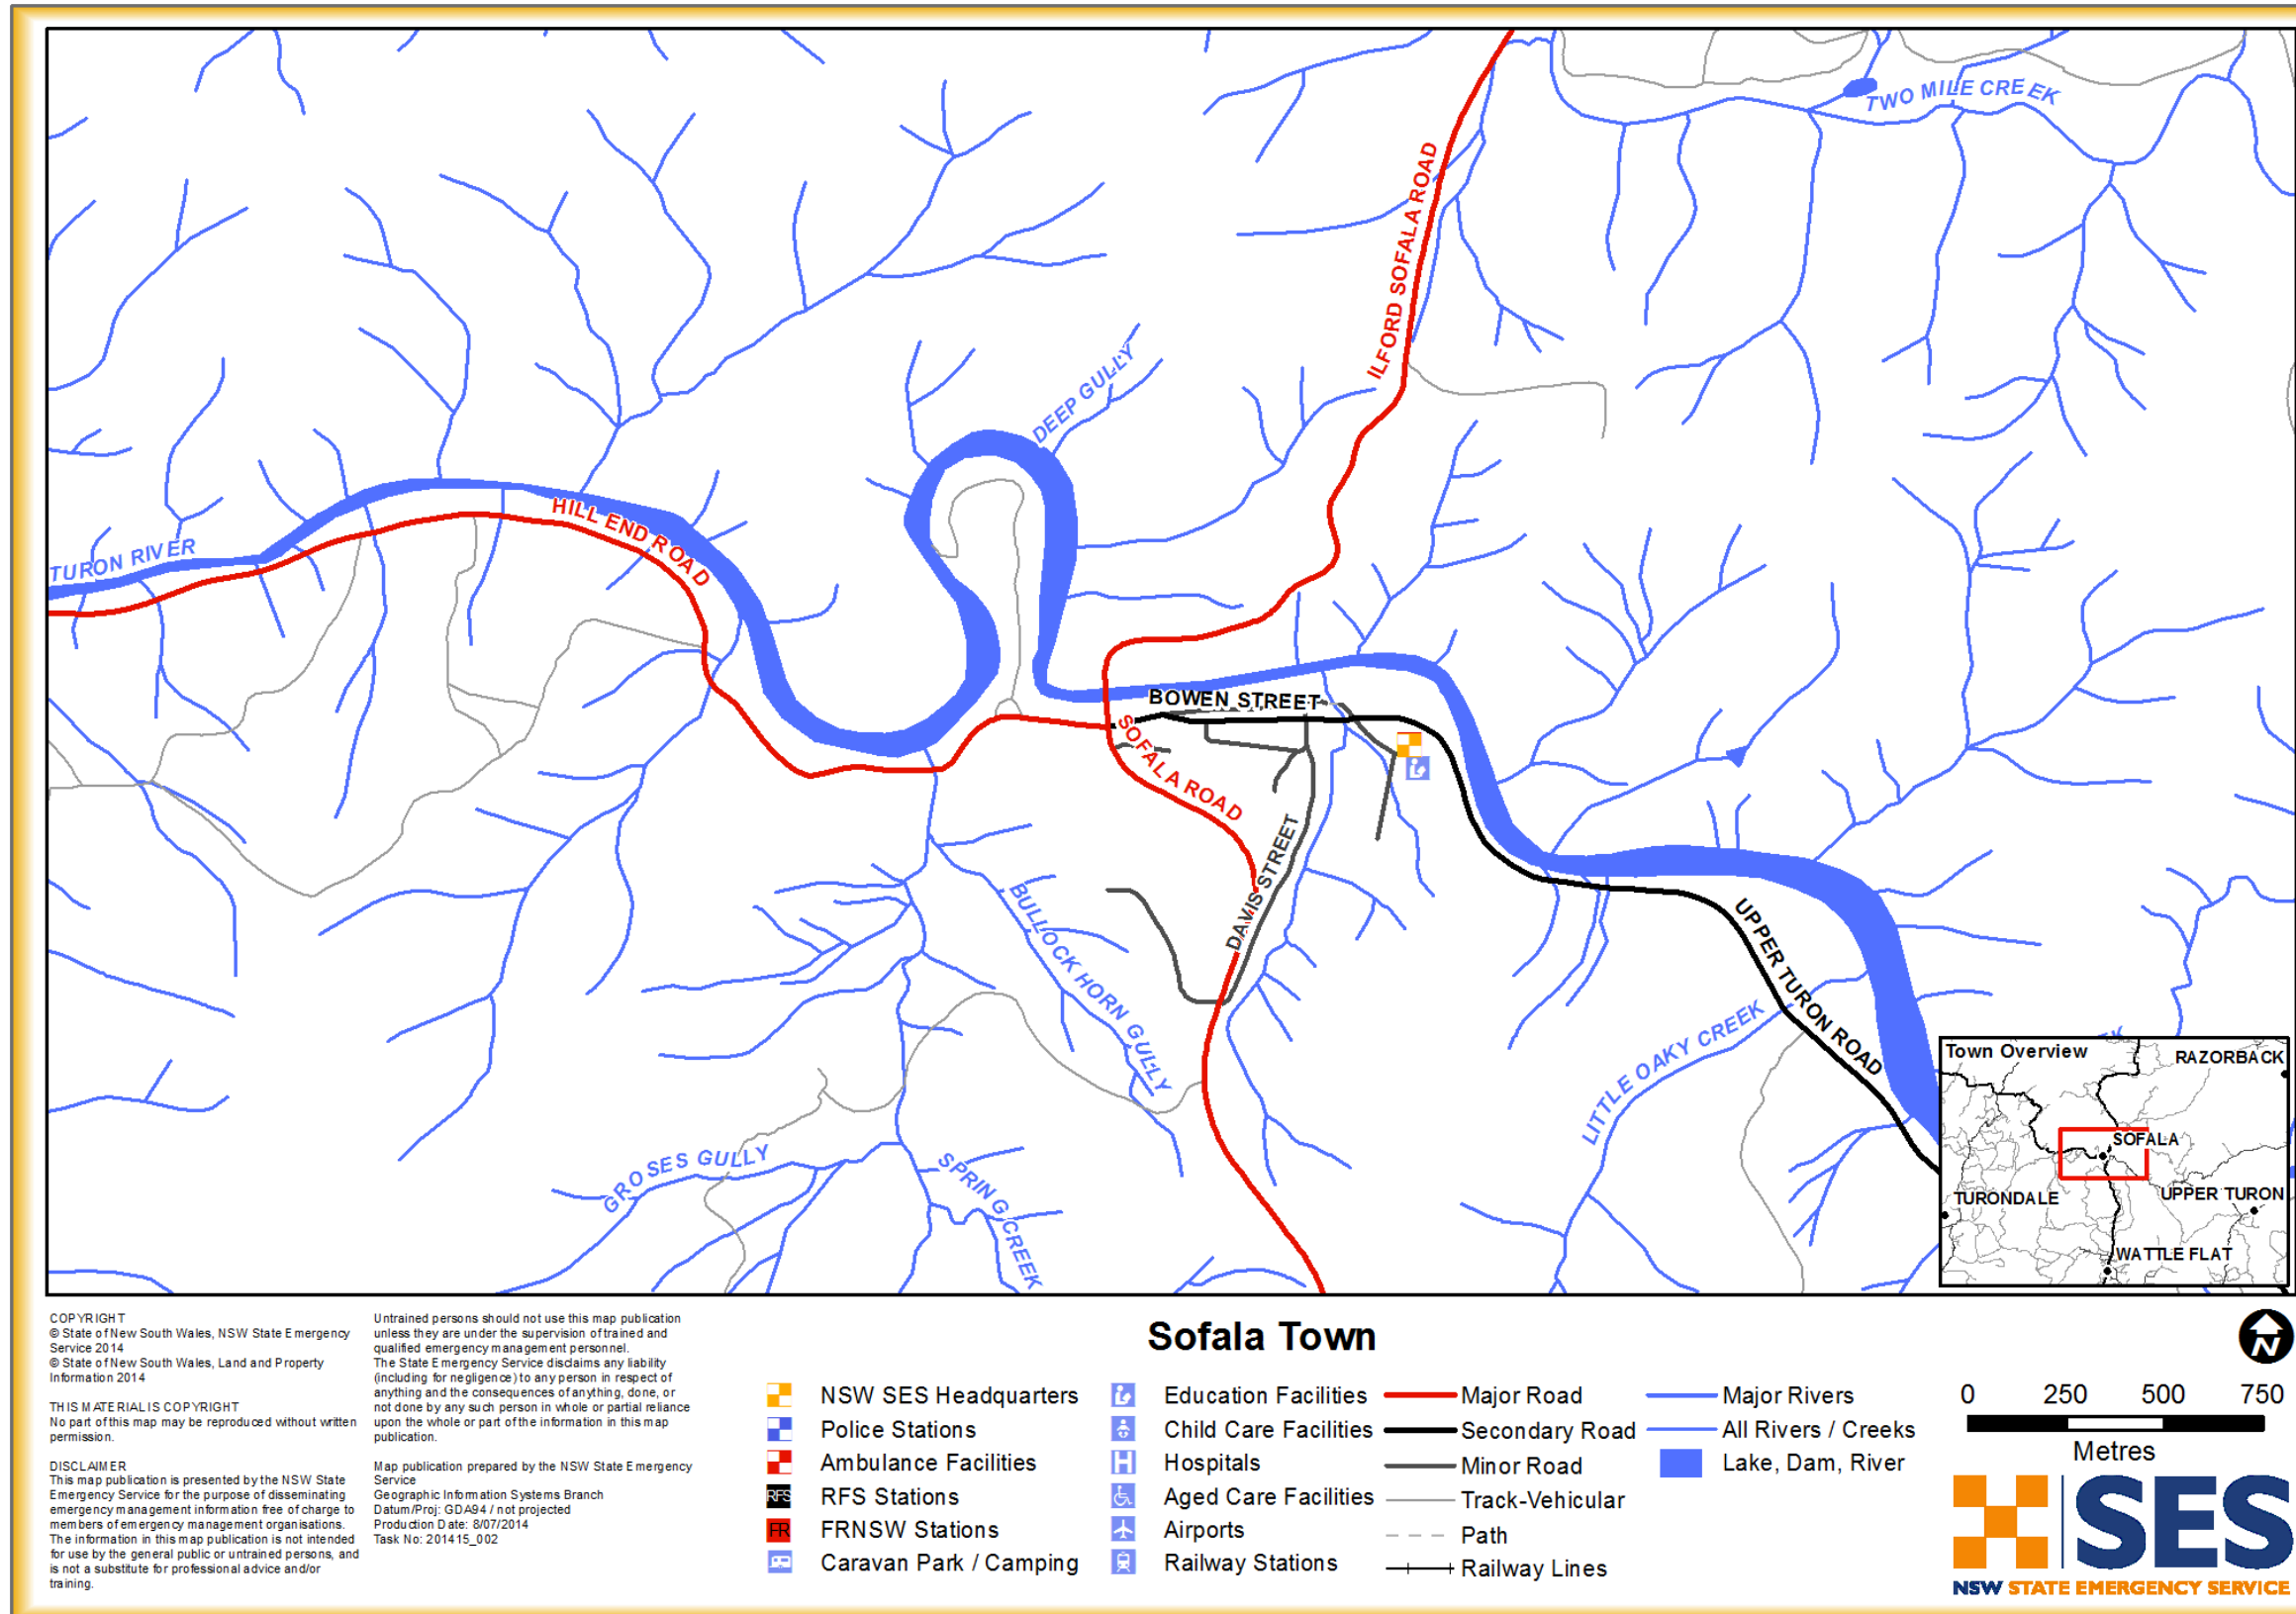 TWO MILE CREEK
ILFORD SOFALA ROAD
DEEP GULLY
HILL END ROAD
TURON RIVER
BOWEN STREET
SOFALA ROAD
DAVIS STREET
BULLOCK HORN GULLY
UPPER TURON ROAD
LITTLE OAKY CREEK
GROSES GULLY
SPRING CREEK
EK
Town Overview
RAZORBACK
SOFALA
TURONDALE
UPPER TURON
WATTLE FLAT
COPYRIGHT
© State of New South Wales, NSW State Emergency
Service 2014
© State of New South Wales, Land and Property
Information 2014
THIS MATERIAL IS COPYRIGHT
No part of this map may be reproduced without written
permission.
DISCLAIMER
This map publication is presented by the NSW State
Emergency Service for the purpose of disseminating
emergency management information free of charge to
members of emergency management organisations.
The information in this map publication is not intended
for use by the general public or untrained persons, and
is not a substitute for professional advice and/or
training.
Untrained persons should not use this map publication
unless they are under the supervision of trained and
qualified emergency management personnel.
The State Emergency Service disclaims any liability
(including for negligence) to any person in respect of
anything and the consequences of anything, done, or
not done by any such person in whole or partial reliance
upon the whole or part of the information in this map
publication.
Map publication prepared by the NSW State Emergency
Service
Geographic Information Systems Branch
Datum/Proj: GDA94 / not projected
Production Date: 8/07/2014
Task No: 201415_002
Sofala Town
NSW SES Headquarters
Police Stations
Ambulance Facilities
RFS RFS Stations
FR FRNSW Stations
Caravan Park / Camping
Education Facilities
Child Care Facilities
H Hospitals
Aged Care Facilities
Airports
Railway Stations
Major Road
Secondary Road
Minor Road
Track-Vehicular
Path
Railway Lines
Major Rivers
All Rivers / Creeks
Lake, Dam, River
N
0 250 500 750
Metres
SES
NSW STATE EMERGENCY SERVICE